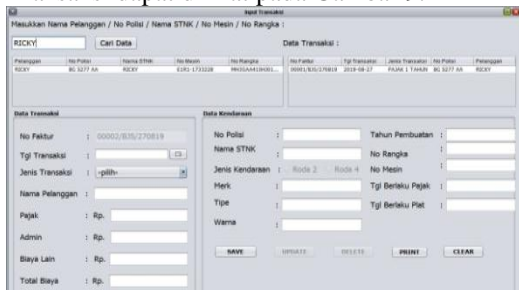 Input Transaksi
Masukkan Nama Pelanggan / No Polisi / Nama STNK / No Mesin / No Rangka :
RICKY Cari Data Data Transaksi :
Pelanggan No Polisi Nama STNK No Mesin No Rangka No Faktur Tgl Transaksi Jenis Transaksi No Polisi Pelanggan
RICKY BG 3277 AA RICKY 00001/BJS/270819 2019-08-27 PAJAK 1 TAHUN BG 3277 AA RICKY
Data Transaksi Data Kendaraan
No Faktur : 00002/BJS/270819
Tgl Transaksi :
Jenis Transaksi : -pilih-
Nama Pelanggan :
Pajak : Rp.
Admin : Rp.
Biaya Lain : Rp.
Total Biaya : Rp.
No Polisi :
Nama STNK :
Jenis Kendaraan : Roda 2 Roda 4
Merk :
Tipe :
Warna :
Tahun Pembuatan :
No Rangka :
No Mesin :
Tgl Berlaku Pajak :
Tgl Berlaku Plat :
SAVE UPDATE DELETE PRINT CLEAR